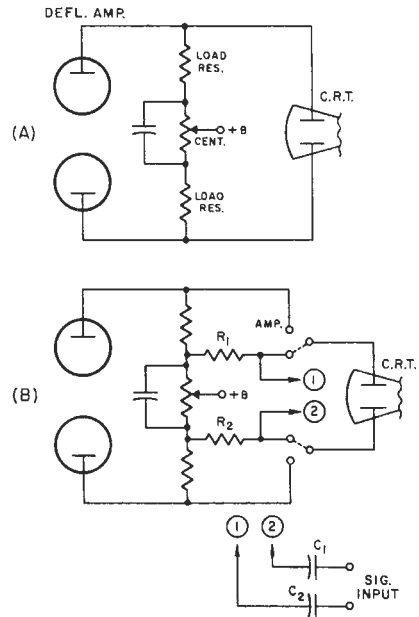 DEFL. AMP.
LOAD
RES.
C.R.T.
(A)
+B
CENT.
LOAD
RES.
AMP.
R1
1
C.R.T.
(B)
+B
2
R2
1
2
C1
C2
SIG.
INPUT